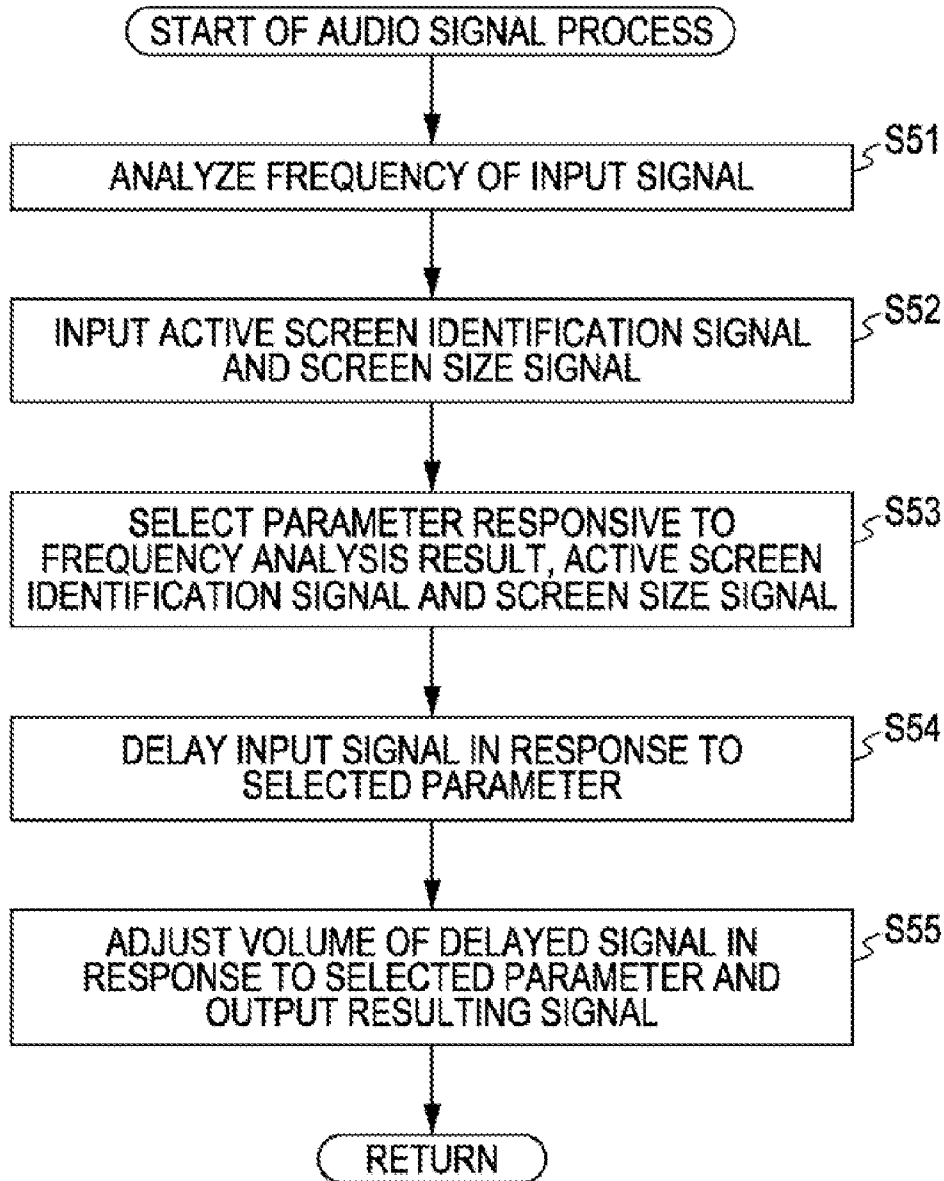 START OF AUDIO SIGNAL PROCESS
S51
ANALYZE FREQUENCY OF INPUT SIGNAL
S52
INPUT ACTIVE SCREEN IDENTIFICATION SIGNAL
AND SCREEN SIZE SIGNAL
S53
SELECT PARAMETER RESPONSIVE TO
FREQUENCY ANALYSIS RESULT, ACTIVE SCREEN
IDENTIFICATION SIGNAL AND SCREEN SIZE SIGNAL
S54
DELAY INPUT SIGNAL IN RESPONSE TO
SELECTED PARAMETER
S55
ADJUST VOLUME OF DELAYED SIGNAL IN
RESPONSE TO SELECTED PARAMETER AND
OUTPUT RESULTING SIGNAL
RETURN